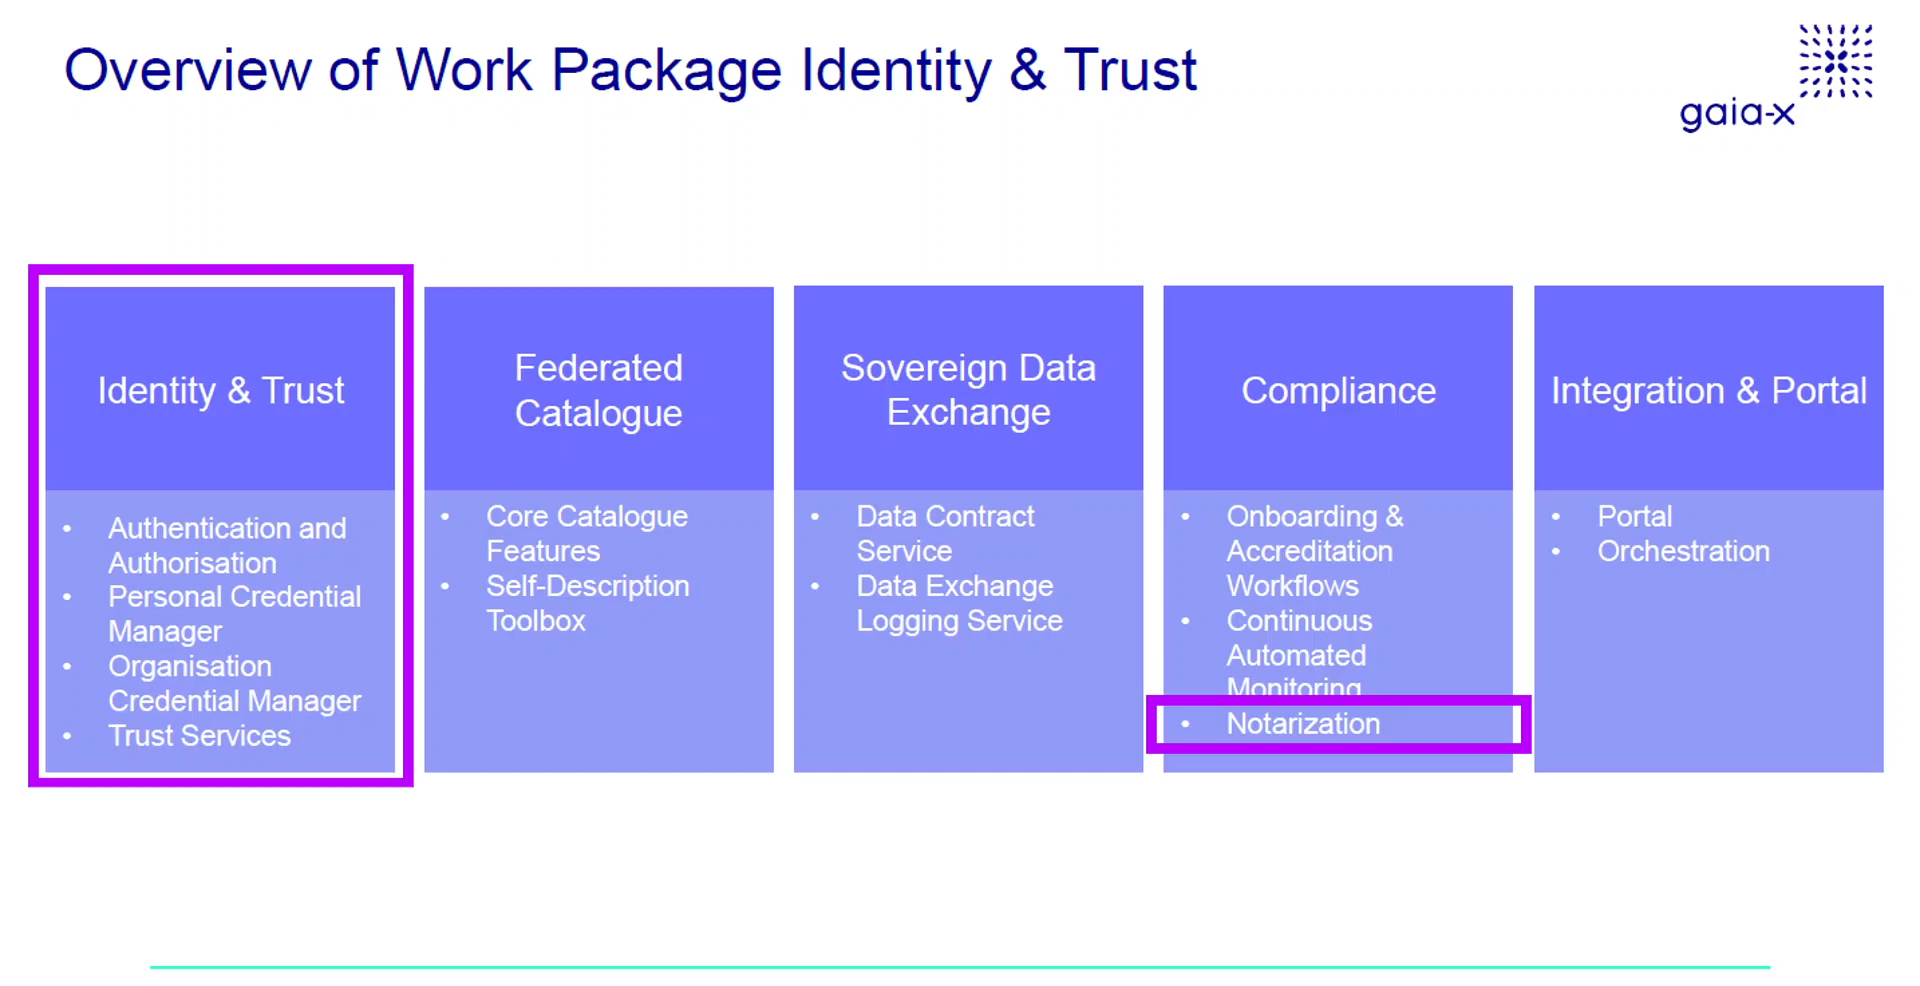 Overview of Work Package Identity & Trust
gaia-x
Identity & Trust
• Authentication and
Authorisation
• Personal Credential
Manager
• Organisation
Credential Manager
• Trust Services
Federated
Catalogue
• Core Catalogue
Features
• Self-Description
Toolbox
Sovereign Data
Exchange
• Data Contract
Service
• Data Exchange
Logging Service
Compliance
• Onboarding &
Accreditation
Workflows
• Continuous
Automated
Monitoring
• Notarization
Integration & Portal
• Portal
• Orchestration